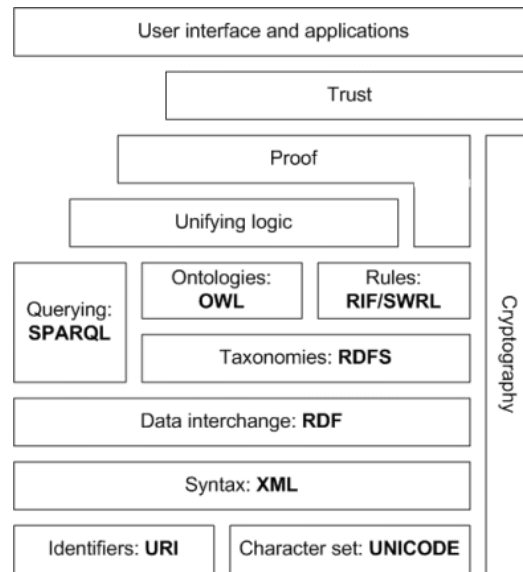 User interface and applications
Trust
Proof
Unifying logic
Ontologies:
OWL
Rules:
RIF/SWRL
Querying:
SPARQL
Taxonomies: RDFS
Cryptography
Data interchange: RDF
Syntax: XML
Identifiers: URI
Character set: UNICODE